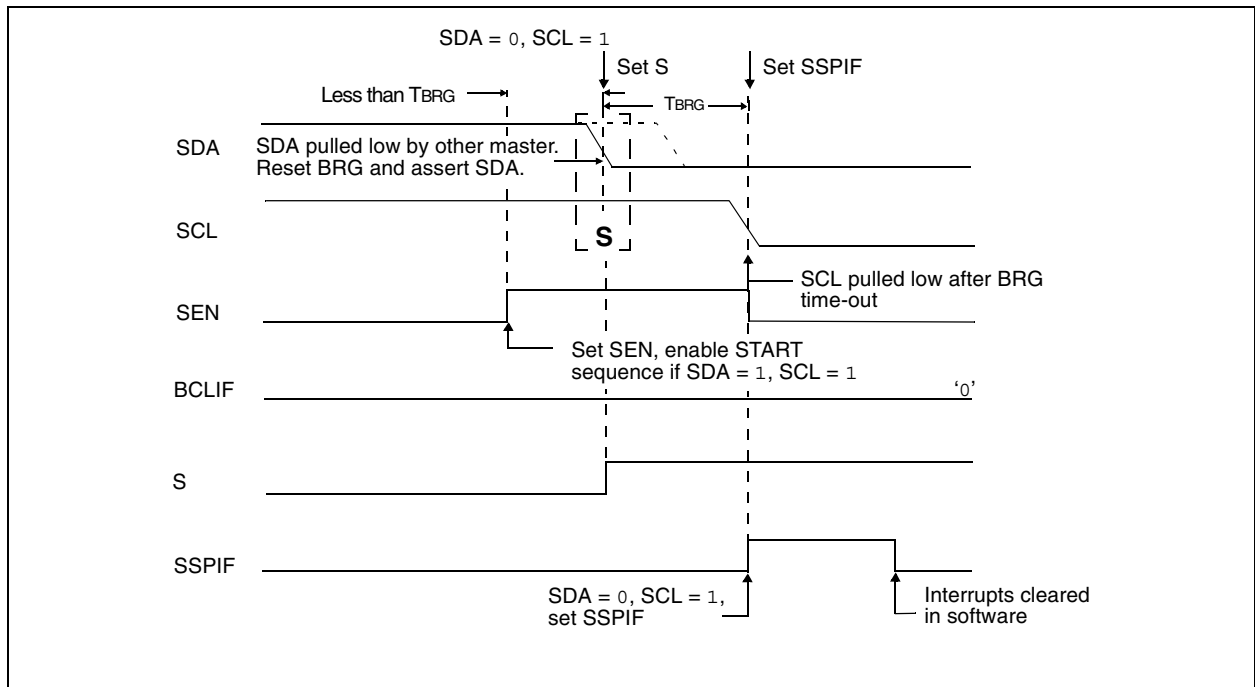 SDA = 0, SCL = 1
Set S
Set SSPIF
Less than TBRG
TBRG
SDA
SDA pulled low by other master.
Reset BRG and assert SDA.
SCL
S
SCL pulled low after BRG
time-out
SEN
Set SEN, enable START
sequence if SDA = 1, SCL = 1
BCLIF
‘0’
S
SSPIF
SDA = 0, SCL = 1,
set SSPIF
Interrupts cleared
in software